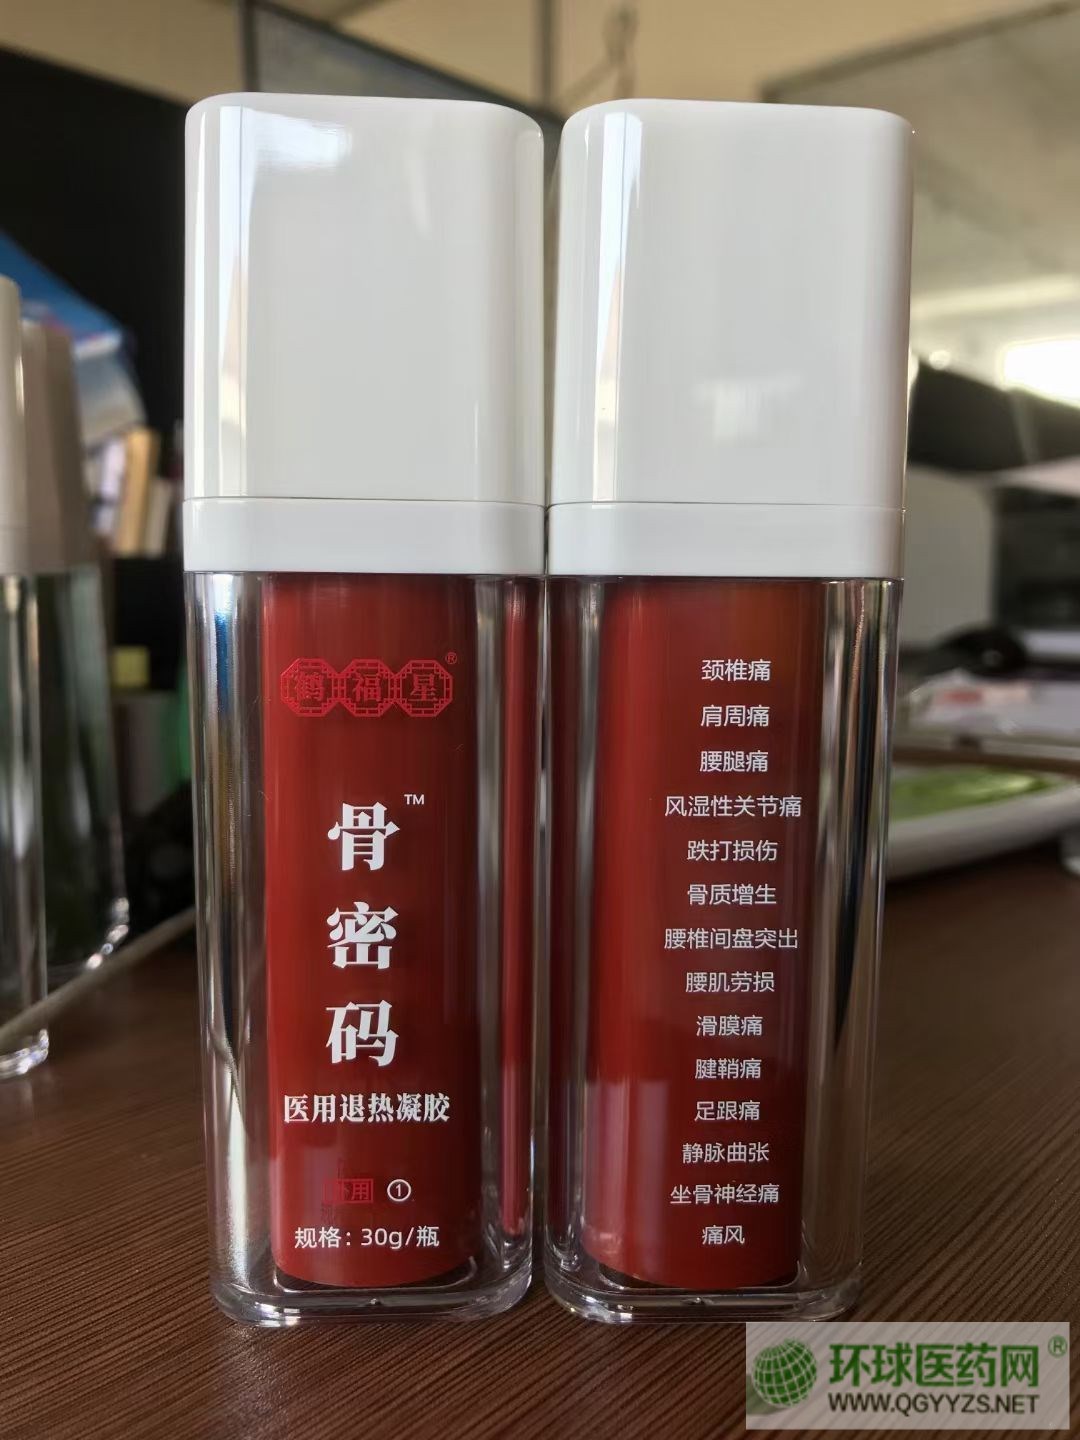 鹤福星®
骨™
密
码
医用退热凝胶
外用 ①
规格：30g/瓶
颈椎痛
肩周痛
腰腿痛
风湿性关节痛
跌打损伤
骨质增生
腰椎间盘突出
腰肌劳损
滑膜痛
腱鞘痛
足跟痛
静脉曲张
坐骨神经痛
痛风
环球医药网®
WWW.QGYYZS.NET